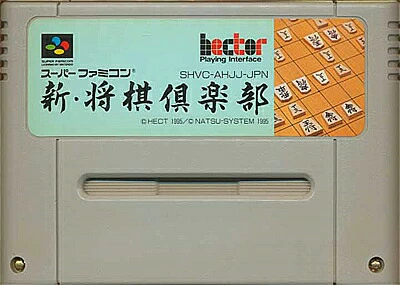 hector
Playing Interface
SUPER FAMICOM
スーパーファミコン®
SHVC-AHJJ-JPN
新・将棋倶楽部
© HECT 1995/© NATSU-SYSTEM 1995